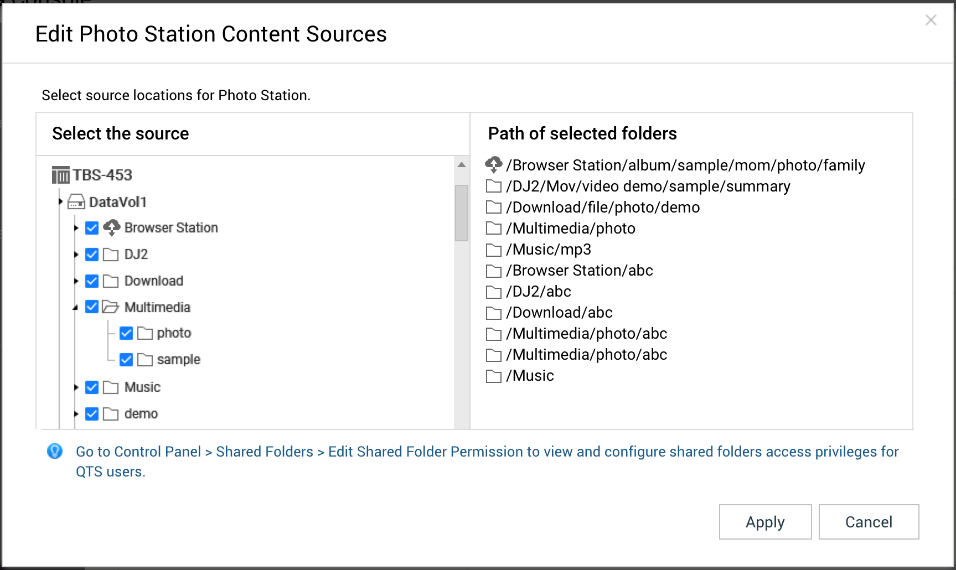 Edit Photo Station Content Sources
Select source locations for Photo Station.
Select the source
TBS-453
DataVol1
Browser Station
DJ2
Download
Multimedia
photo
sample
Music
demo
Path of selected folders
/Browser Station/album/sample/mom/photo/family
/DJ2/Mov/video demo/sample/summary
/Download/file/photo/demo
/Multimedia/photo
/Music/mp3
/Browser Station/abc
/DJ2/abc
/Download/abc
/Multimedia/photo/abc
/Multimedia/photo/abc
/Music
Go to Control Panel > Shared Folders > Edit Shared Folder Permission to view and configure shared folders access privileges for
QTS users.
Apply
Cancel